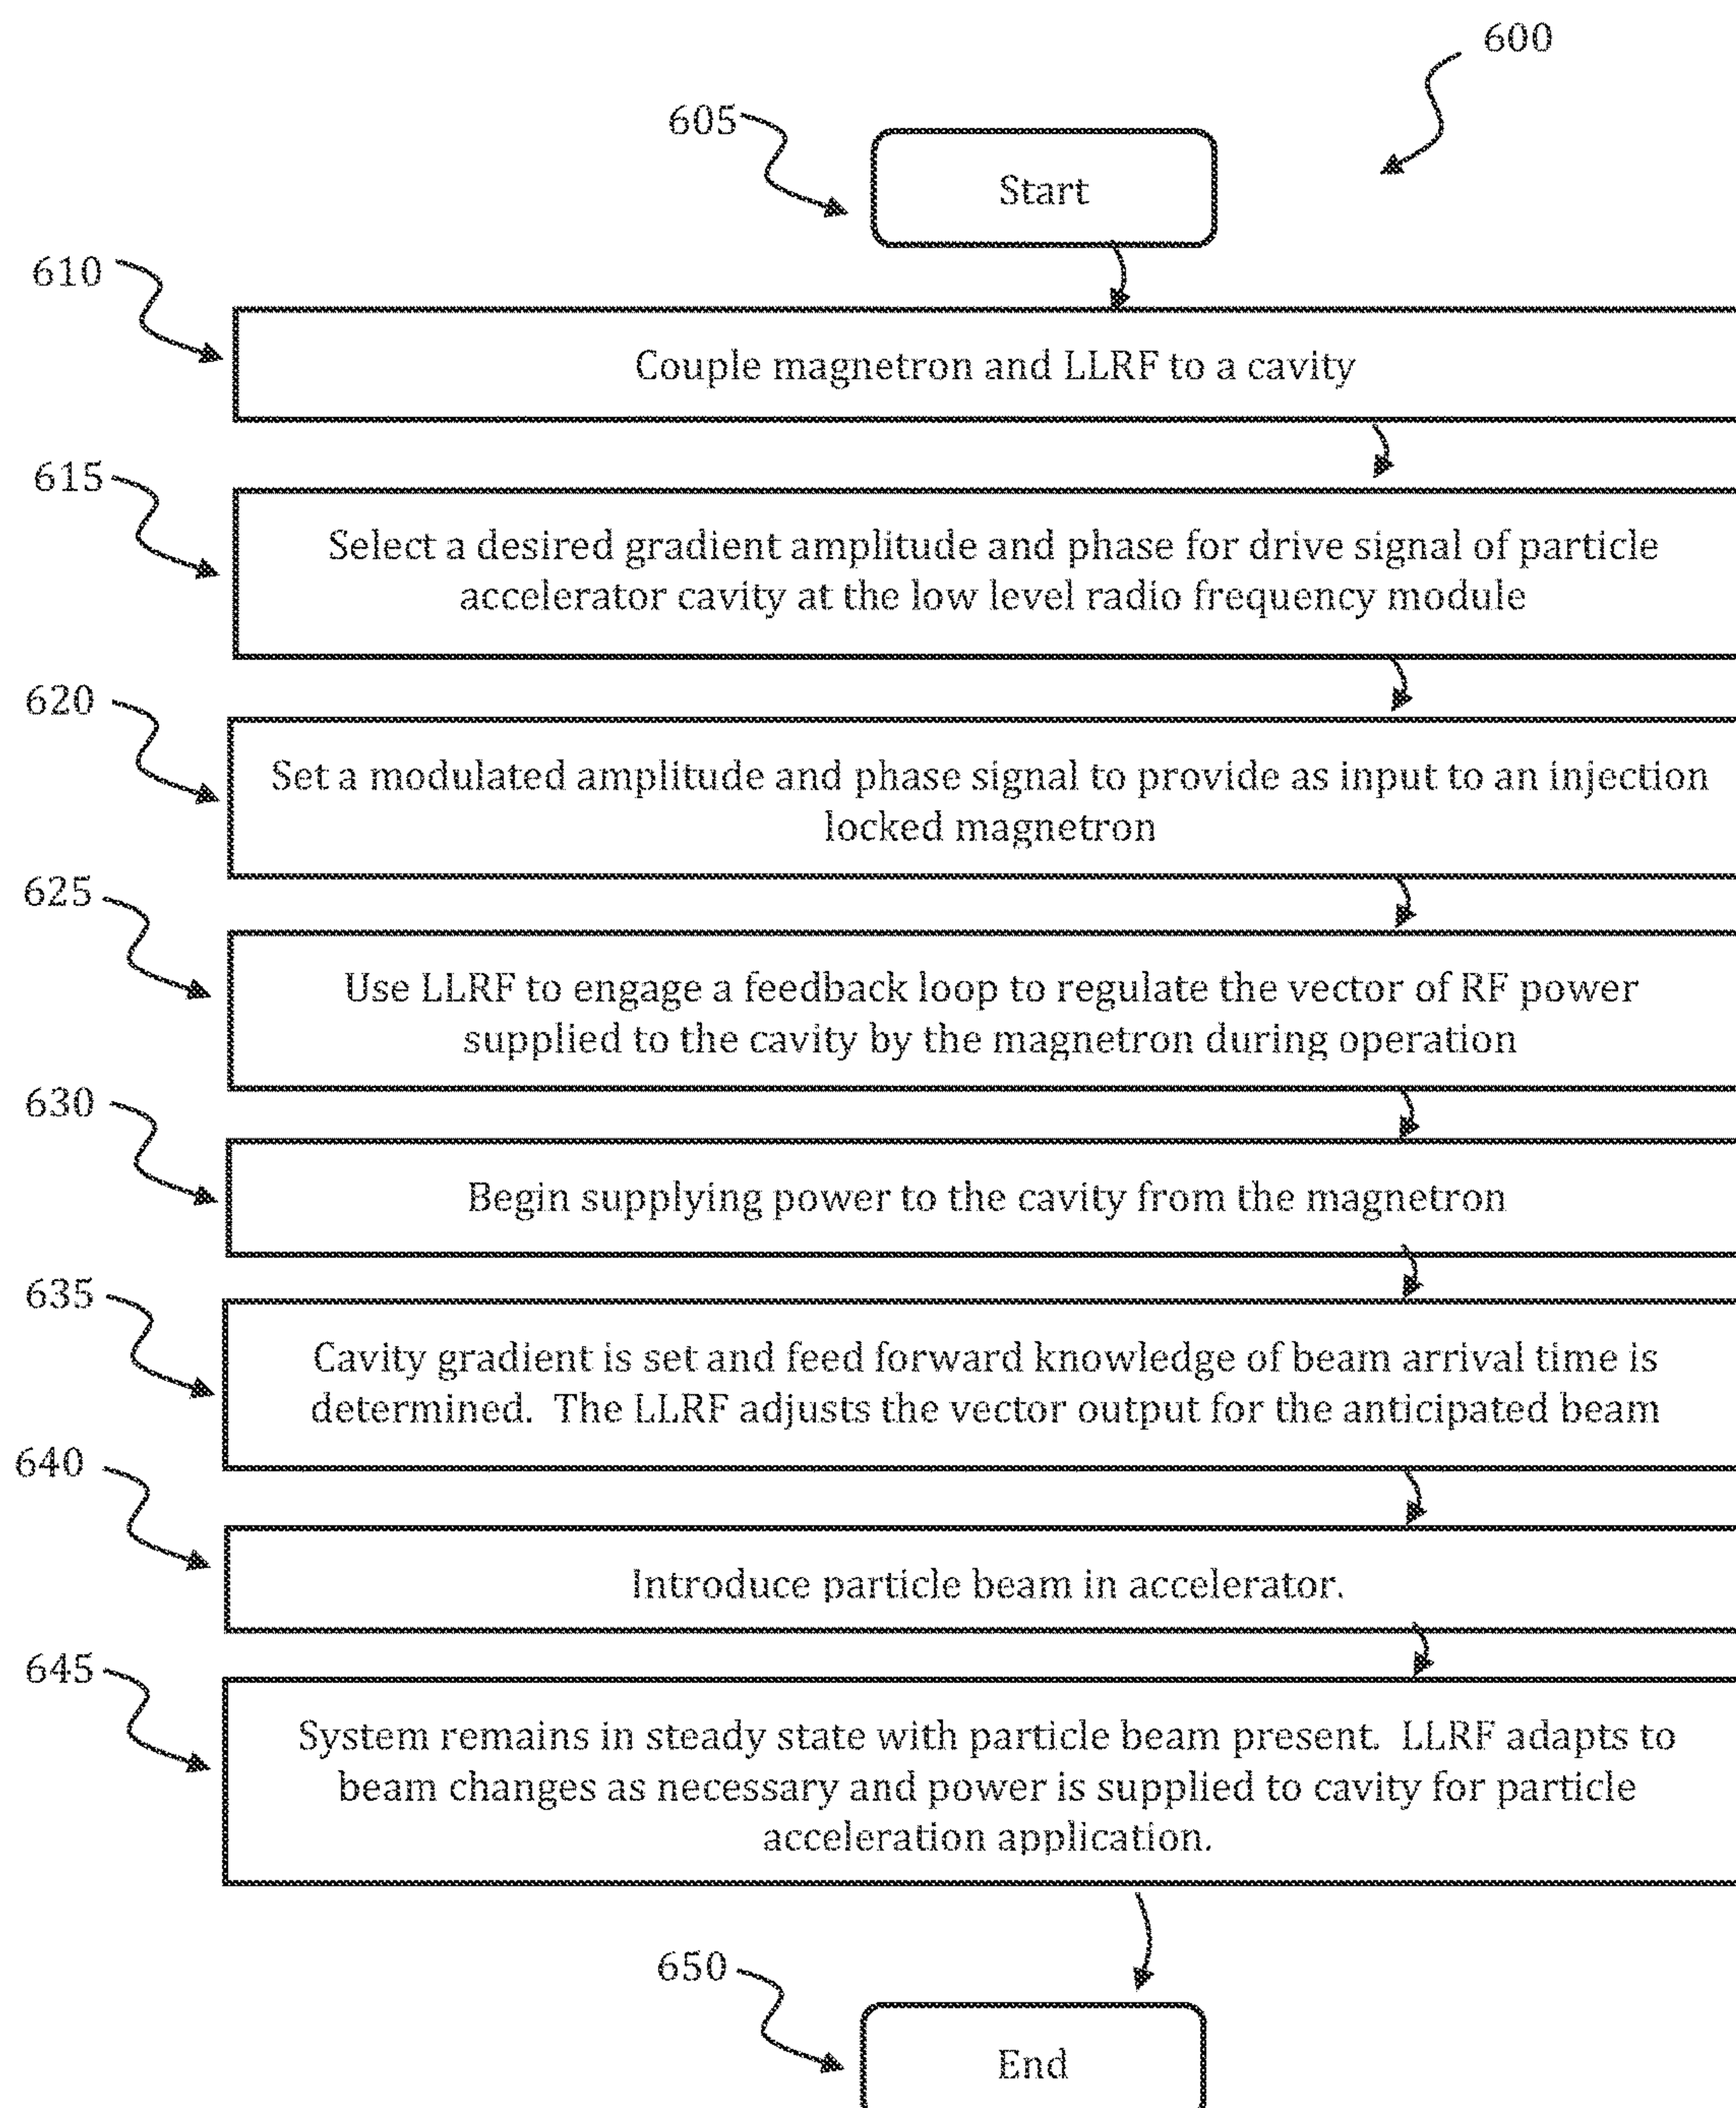 600
605
Start
610
Couple magnetron and LLRF to a cavity
615
Select a desired gradient amplitude and phase for drive signal of particle
accelerator cavity at the low level radio frequency module
620
Set a modulated amplitude and phase signal to provide as input to an injection
locked magnetron
625
Use LLRF to engage a feedback loop to regulate the vector of RF power
supplied to the cavity by the magnetron during operation
630
Begin supplying power to the cavity from the magnetron
635
Cavity gradient is set and feed forward knowledge of beam arrival time is
determined.  The LLRF adjusts the vector output for the anticipated beam
640
Introduce particle beam in accelerator.
645
System remains in steady state with particle beam present.  LLRF adapts to
beam changes as necessary and power is supplied to cavity for particle
acceleration application.
650
End